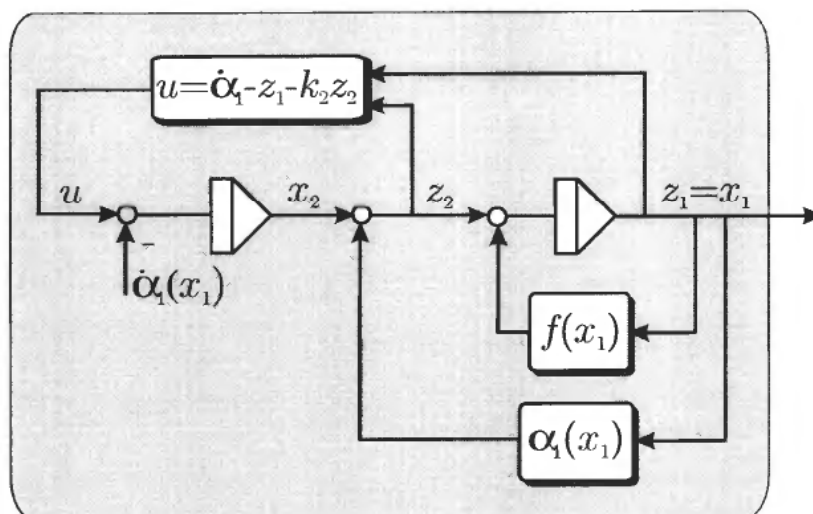 u=α̇₁-z₁-k₂z₂
u
x₂
z₂
z₁=x₁
-
α̇₁(x₁)
f(x₁)
α₁(x₁)